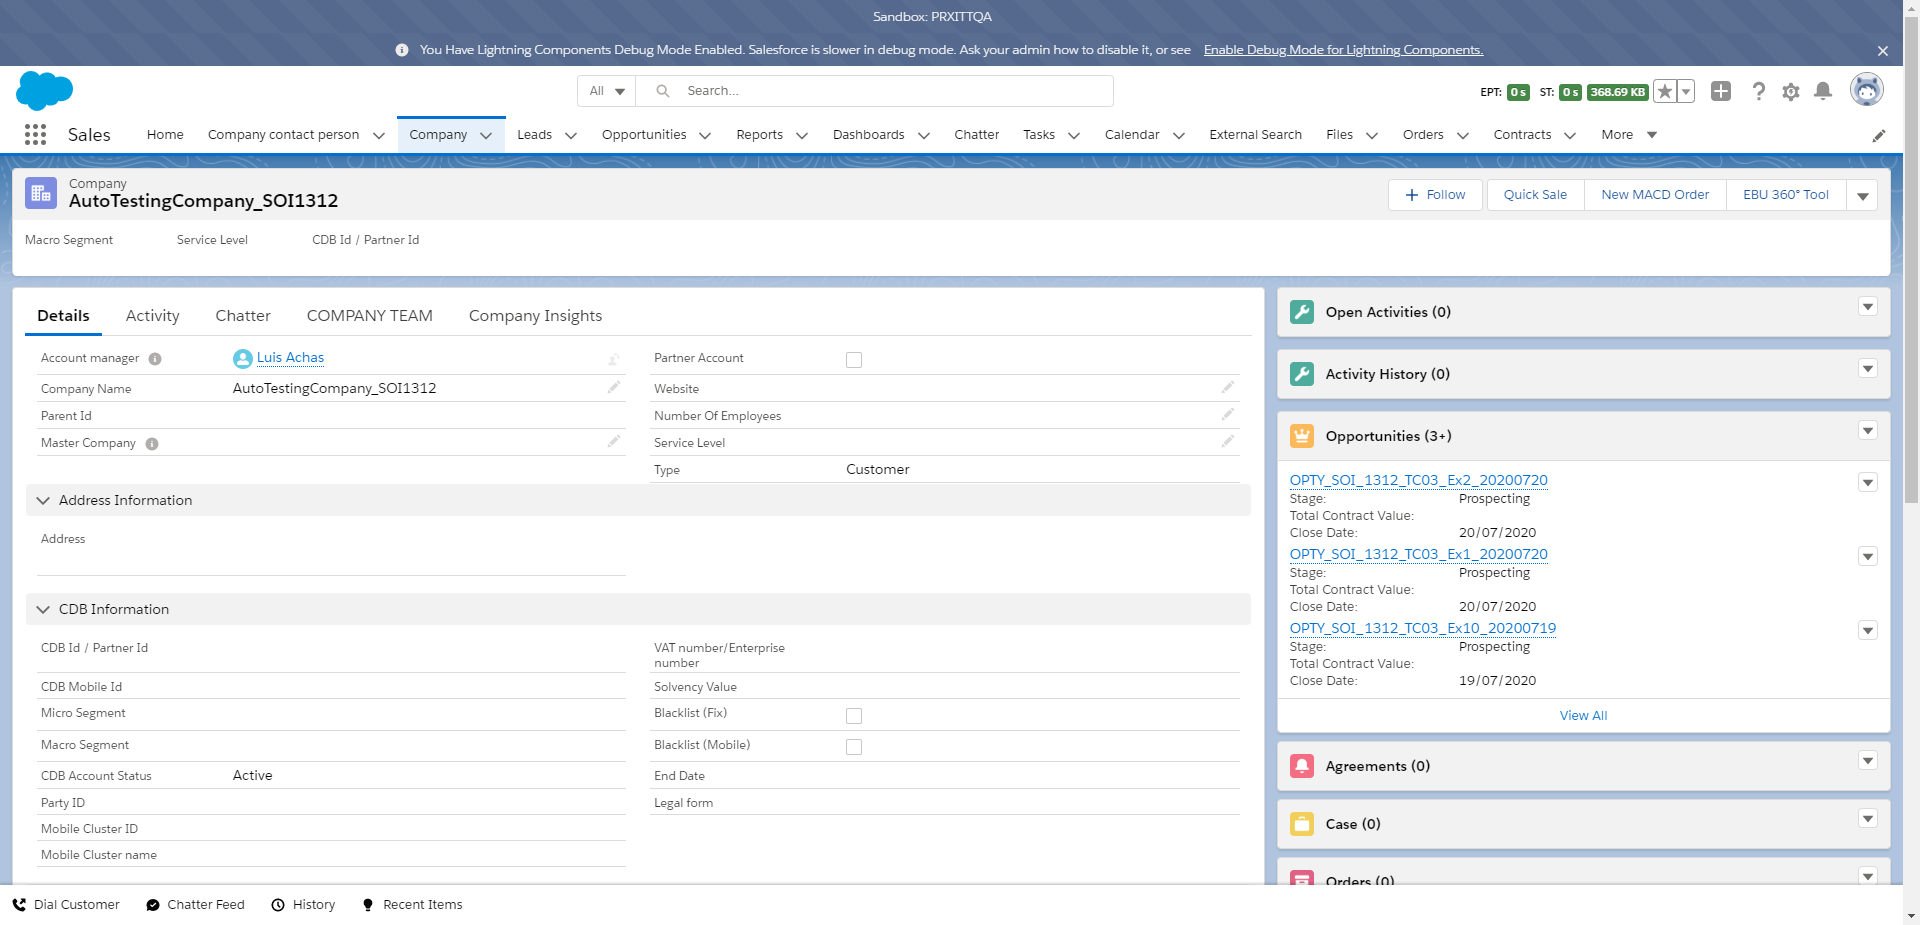 Sandbox: PRXITTQA
You Have Lightning Components Debug Mode Enabled. Salesforce is slower in debug mode. Ask your admin how to disable it, or see Enable Debug Mode for Lightning Components.
All Search... EPT: 0 s ST: 0 s 368.69 KB
Sales Home Company contact person Company Leads Opportunities Reports Dashboards Chatter Tasks Calendar External Search Files Orders Contracts More
Company
AutoTestingCompany_SOI1312
Follow Quick Sale New MACD Order EBU 360° Tool
Macro Segment Service Level CDB Id / Partner Id
Details Activity Chatter COMPANY TEAM Company Insights
Account manager Luis Achas Partner Account
Company Name AutoTestingCompany_SOI1312 Website
Parent Id Number Of Employees
Master Company Service Level
Type Customer
Address Information
Address
CDB Information
CDB Id / Partner Id VAT number/Enterprise
number
CDB Mobile Id Solvency Value
Micro Segment Blacklist (Fix)
Macro Segment Blacklist (Mobile)
CDB Account Status Active End Date
Party ID Legal form
Mobile Cluster ID
Mobile Cluster name
Open Activities (0)
Activity History (0)
Opportunities (3+)
OPTY_SOI_1312_TC03_Ex2_20200720
Stage: Prospecting
Total Contract Value:
Close Date: 20/07/2020
OPTY_SOI_1312_TC03_Ex1_20200720
Stage: Prospecting
Total Contract Value:
Close Date: 20/07/2020
OPTY_SOI_1312_TC03_Ex10_20200719
Stage: Prospecting
Total Contract Value:
Close Date: 19/07/2020
View All
Agreements (0)
Case (0)
Orders (0)
Dial Customer Chatter Feed History Recent Items